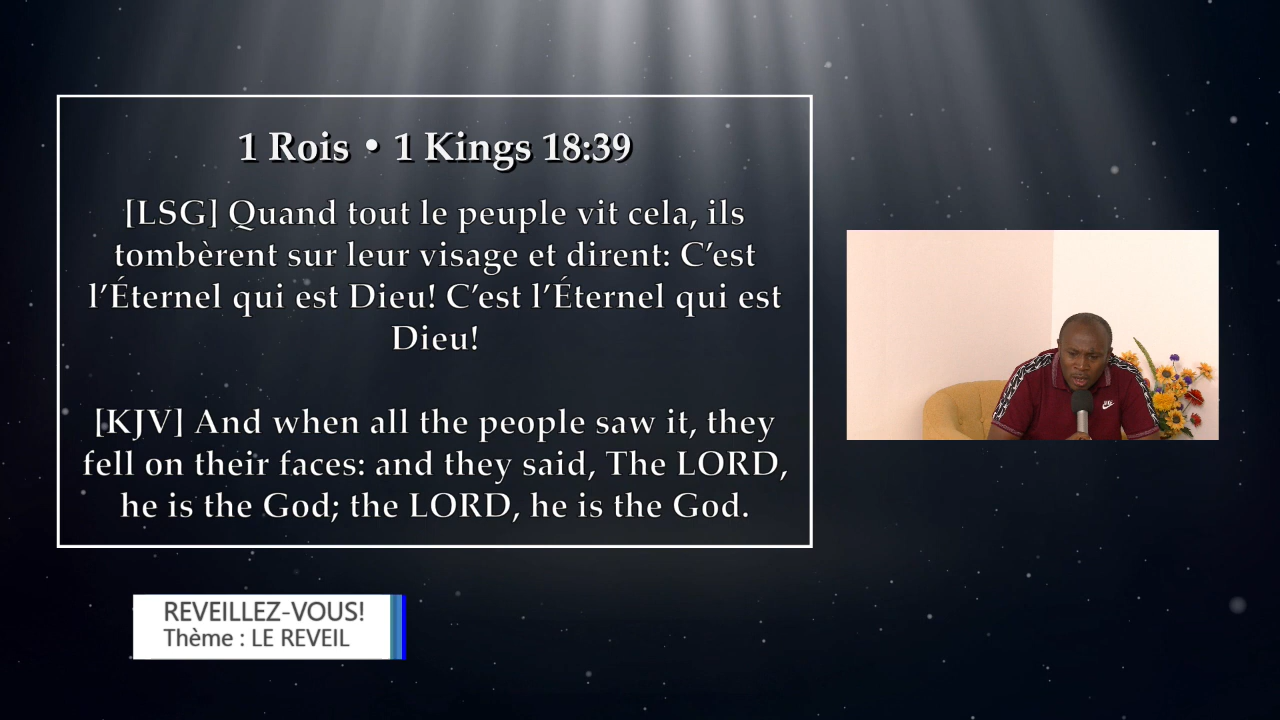 1 Rois • 1 Kings 18:39
[LSG] Quand tout le peuple vit cela, ils
tombèrent sur leur visage et dirent: C’est
l’Éternel qui est Dieu! C’est l’Éternel qui est
Dieu!
[KJV] And when all the people saw it, they
fell on their faces: and they said, The LORD,
he is the God; the LORD, he is the God.
REVEILLEZ-VOUS!
Thème : LE REVEIL